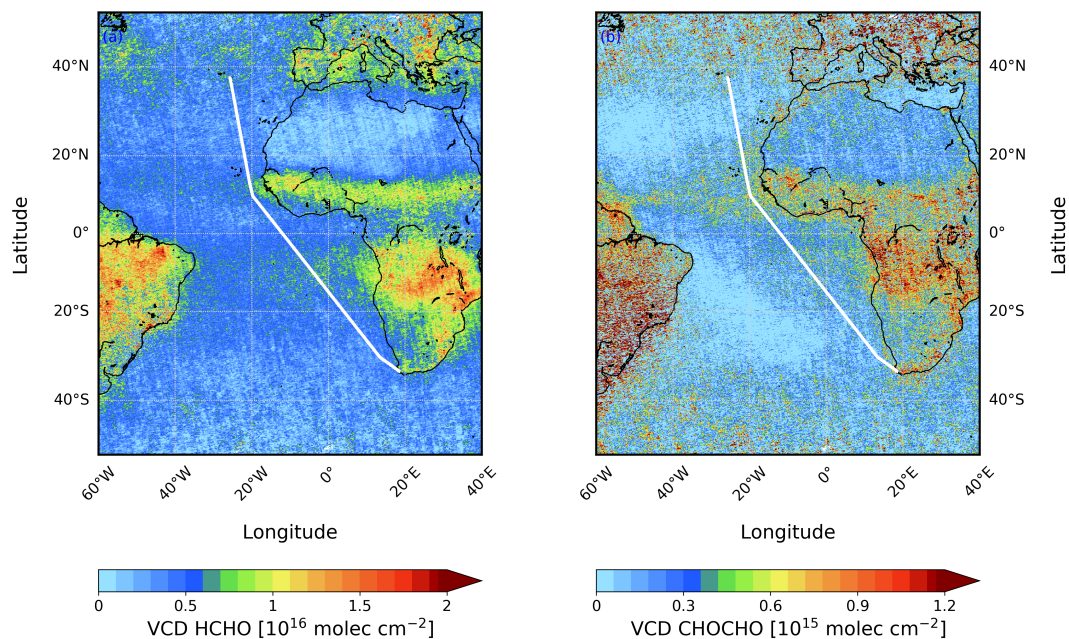 (a)
(b)
40°N
20°N
0°
20°S
40°S
Latitude
60°W
40°W
20°W
0°
20°E
40°E
Longitude
40°N
20°N
0°
20°S
40°S
Latitude
60°W
40°W
20°W
0°
20°E
40°E
Longitude
0 0.5 1 1.5 2
VCD HCHO [10¹⁶ molec cm⁻²]
0 0.3 0.6 0.9 1.2
VCD CHOCHO [10¹⁵ molec cm⁻²]